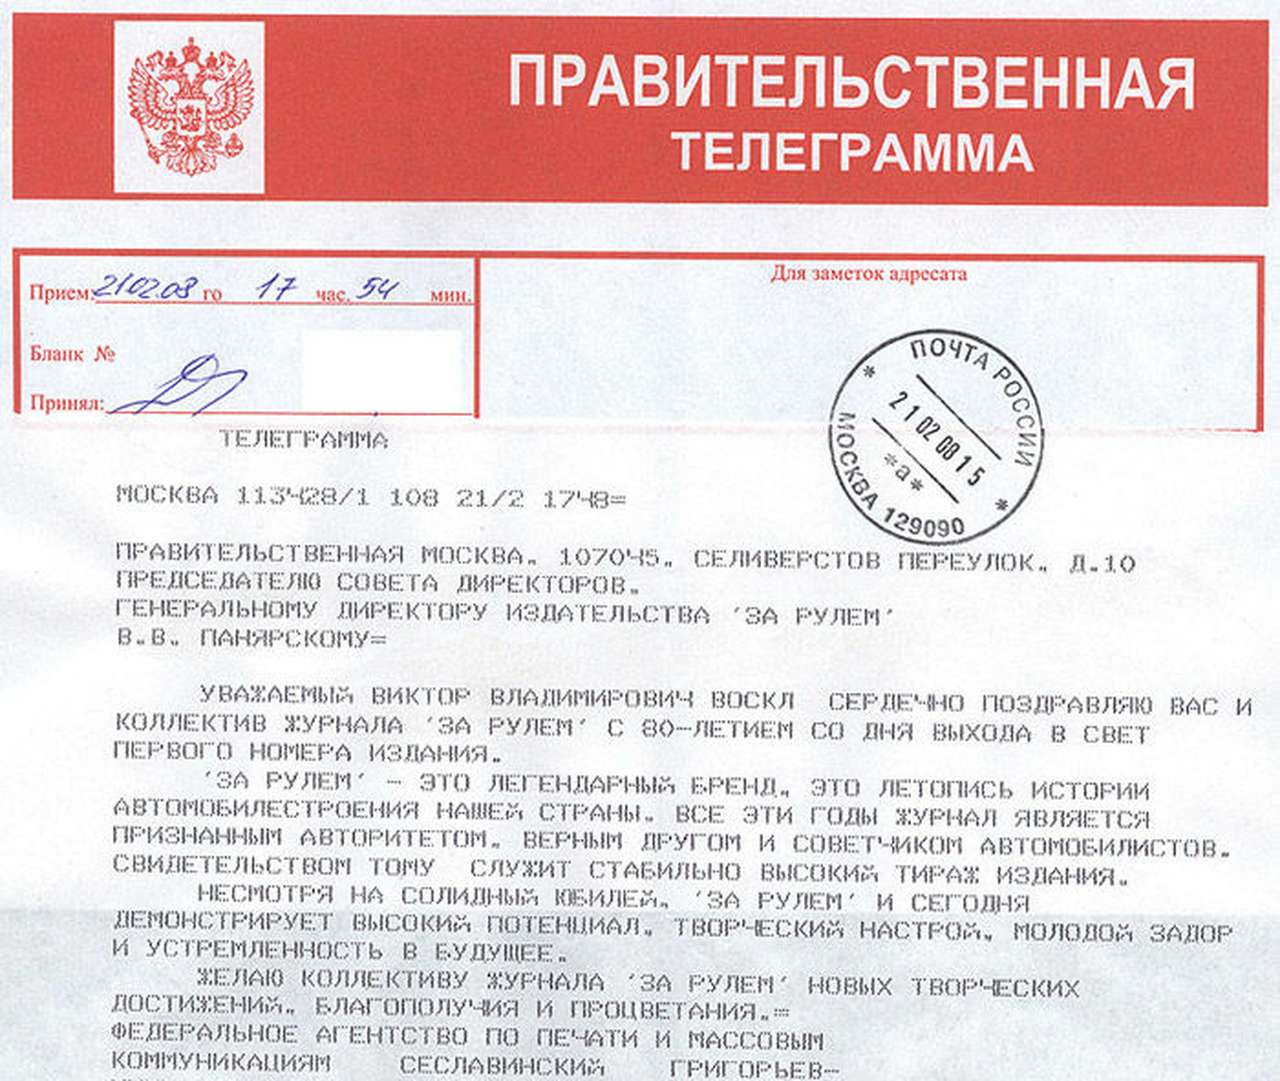 ПРАВИТЕЛЬСТВЕННАЯ
ТЕЛЕГРАММА
Прием: 21.02.08 го 17 час. 54 мин.
Для заметок адресата
Бланк №
Принял:
ПОЧТА РОССИИ
21 02 08 15
*а*
МОСКВА 129090
ТЕЛЕГРАММА
МОСКВА 113428/1 108 21/2 1748=
ПРАВИТЕЛЬСТВЕННАЯ МОСКВА, 107045, СЕЛИВЕРСТОВ ПЕРЕУЛОК, Д.10
ПРЕДСЕДАТЕЛЮ СОВЕТА ДИРЕКТОРОВ,
ГЕНЕРАЛЬНОМУ ДИРЕКТОРУ ИЗДАТЕЛЬСТВА 'ЗА РУЛЕМ'
В.В. ПАНЯРСКОМУ=
УВАЖАЕМЫЙ ВИКТОР ВЛАДИМИРОВИЧ ВОСКЛ СЕРДЕЧНО ПОЗДРАВЛЯЮ ВАС И
КОЛЛЕКТИВ ЖУРНАЛА 'ЗА РУЛЕМ' С 80-ЛЕТИЕМ СО ДНЯ ВЫХОДА В СВЕТ
ПЕРВОГО НОМЕРА ИЗДАНИЯ.
'ЗА РУЛЕМ' - ЭТО ЛЕГЕНДАРНЫЙ БРЕНД, ЭТО ЛЕТОПИСЬ ИСТОРИИ
АВТОМОБИЛЕСТРОЕНИЯ НАШЕЙ СТРАНЫ. ВСЕ ЭТИ ГОДЫ ЖУРНАЛ ЯВЛЯЕТСЯ
ПРИЗНАННЫМ АВТОРИТЕТОМ, ВЕРНЫМ ДРУГОМ И СОВЕТЧИКОМ АВТОМОБИЛИСТОВ.
СВИДЕТЕЛЬСТВОМ ТОМУ СЛУЖИТ СТАБИЛЬНО ВЫСОКИЙ ТИРАЖ ИЗДАНИЯ.
НЕСМОТРЯ НА СОЛИДНЫЙ ЮБИЛЕЙ, 'ЗА РУЛЕМ' И СЕГОДНЯ
ДЕМОНСТРИРУЕТ ВЫСОКИЙ ПОТЕНЦИАЛ, ТВОРЧЕСКИЙ НАСТРОЙ, МОЛОДОЙ ЗАДОР
И УСТРЕМЛЕННОСТЬ В БУДУЩЕЕ.
ЖЕЛАЮ КОЛЛЕКТИВУ ЖУРНАЛА 'ЗА РУЛЕМ' НОВЫХ ТВОРЧЕСКИХ
ДОСТИЖЕНИЙ, БЛАГОПОЛУЧИЯ И ПРОЦВЕТАНИЯ.=
ФЕДЕРАЛЬНОЕ АГЕНТСТВО ПО ПЕЧАТИ И МАССОВЫМ
КОММУНИКАЦИЯМ СЕСЛАВИНСКИЙ ГРИГОРЬЕВ-